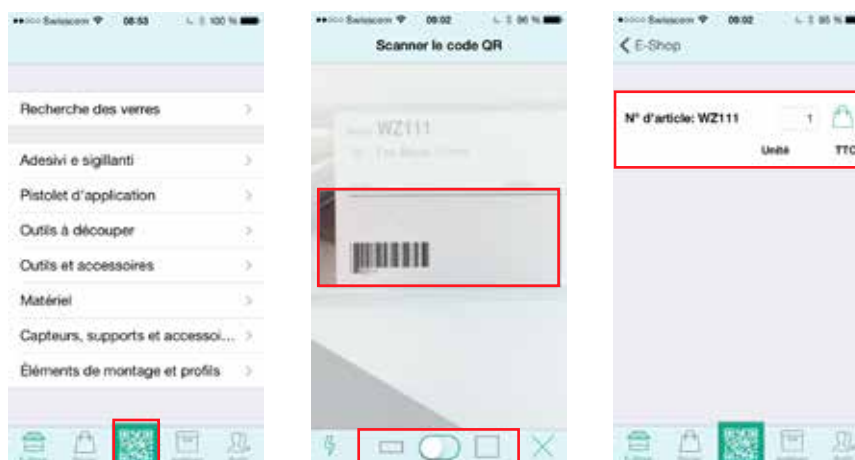 Swisscom 08:53 100 %
Recherche des verres
Adesivi e sigillanti
Pistolet d'application
Outils à découper
Outils et accessoires
Matériel
Capteurs, supports et accessoi...
Éléments de montage et profils
Swisscom 09:02 96 %
Scanner le code QR
WZ111
Swisscom 09:02 95 %
E-Shop
N° d'article: WZ111 1
Unité TTC